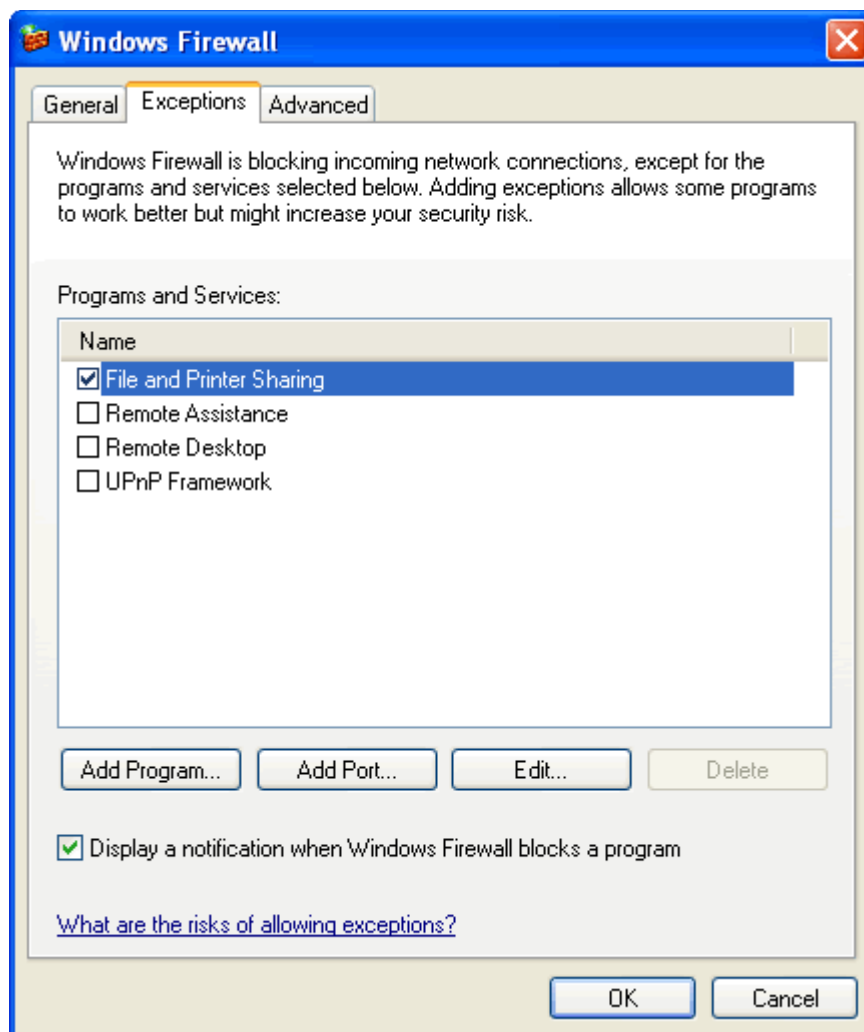 Windows Firewall
General Exceptions Advanced
Windows Firewall is blocking incoming network connections, except for the
programs and services selected below. Adding exceptions allows some programs
to work better but might increase your security risk.
Programs and Services:
Name
File and Printer Sharing
Remote Assistance
Remote Desktop
UPnP Framework
Add Program... Add Port... Edit... Delete
Display a notification when Windows Firewall blocks a program
What are the risks of allowing exceptions?
OK Cancel